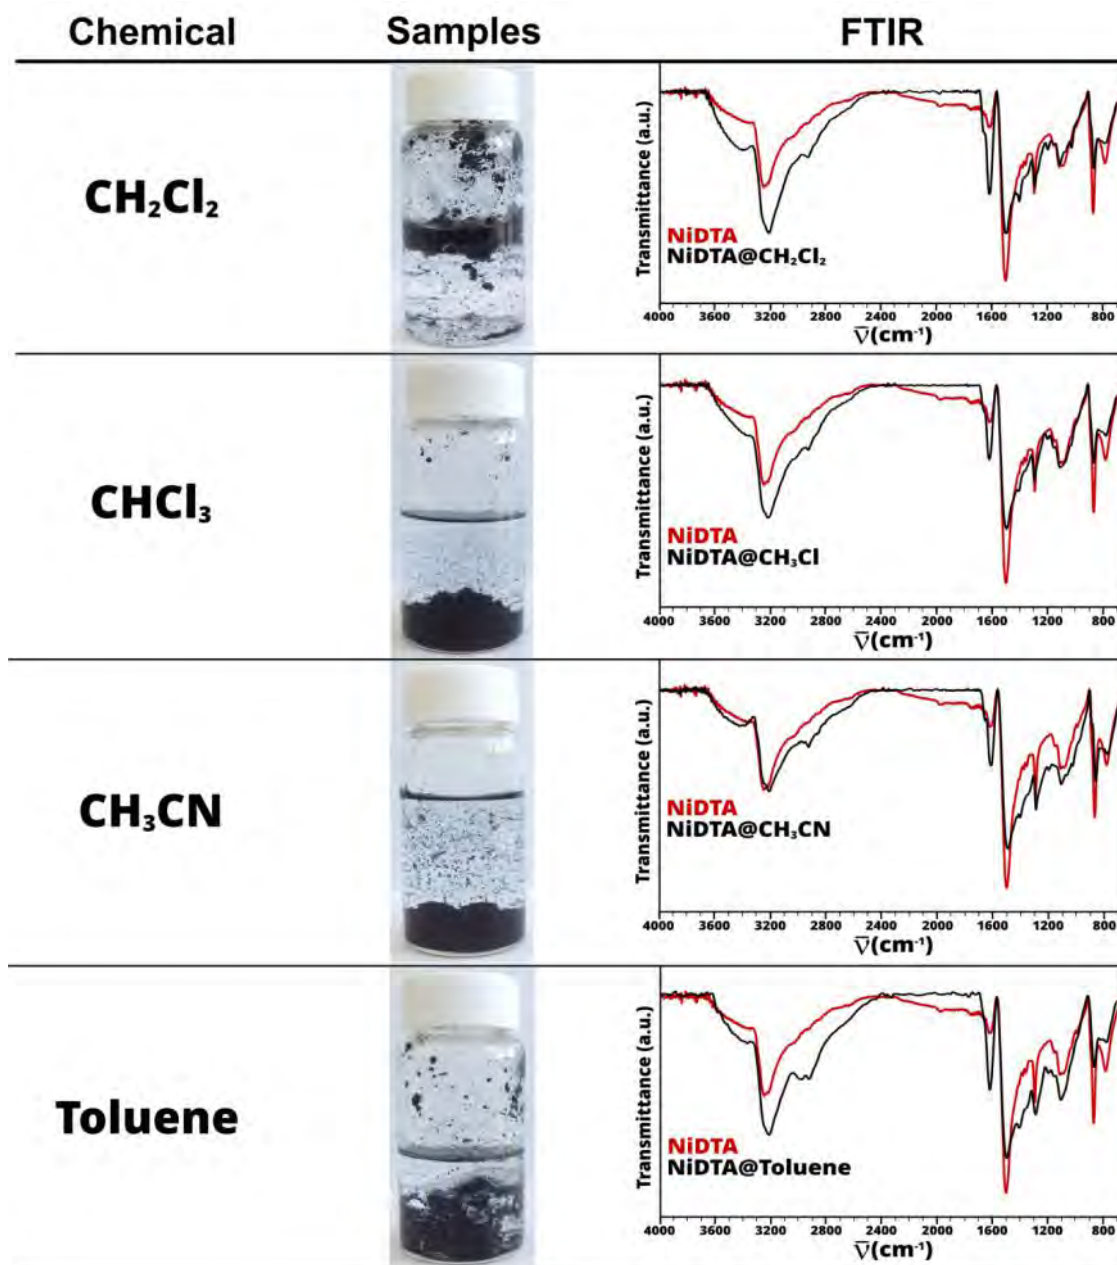 Chemical Samples FTIR
CH₂Cl₂
Transmittance (a.u.)
NiDTA
NiDTA@CH₂Cl₂
4000 3600 3200 2800 2400 2000 1600 1200 800
ν̅(cm⁻¹)
CHCl₃
Transmittance (a.u.)
NiDTA
NiDTA@CH₃Cl
4000 3600 3200 2800 2400 2000 1600 1200 800
ν̅(cm⁻¹)
CH₃CN
Transmittance (a.u.)
NiDTA
NiDTA@CH₃CN
4000 3600 3200 2800 2400 2000 1600 1200 800
ν̅(cm⁻¹)
Toluene
Transmittance (a.u.)
NiDTA
NiDTA@Toluene
4000 3600 3200 2800 2400 2000 1600 1200 800
ν̅(cm⁻¹)